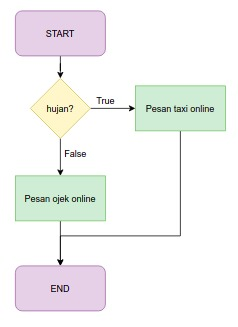 START
hujan?
True
Pesan taxi online
False
Pesan ojek online
END